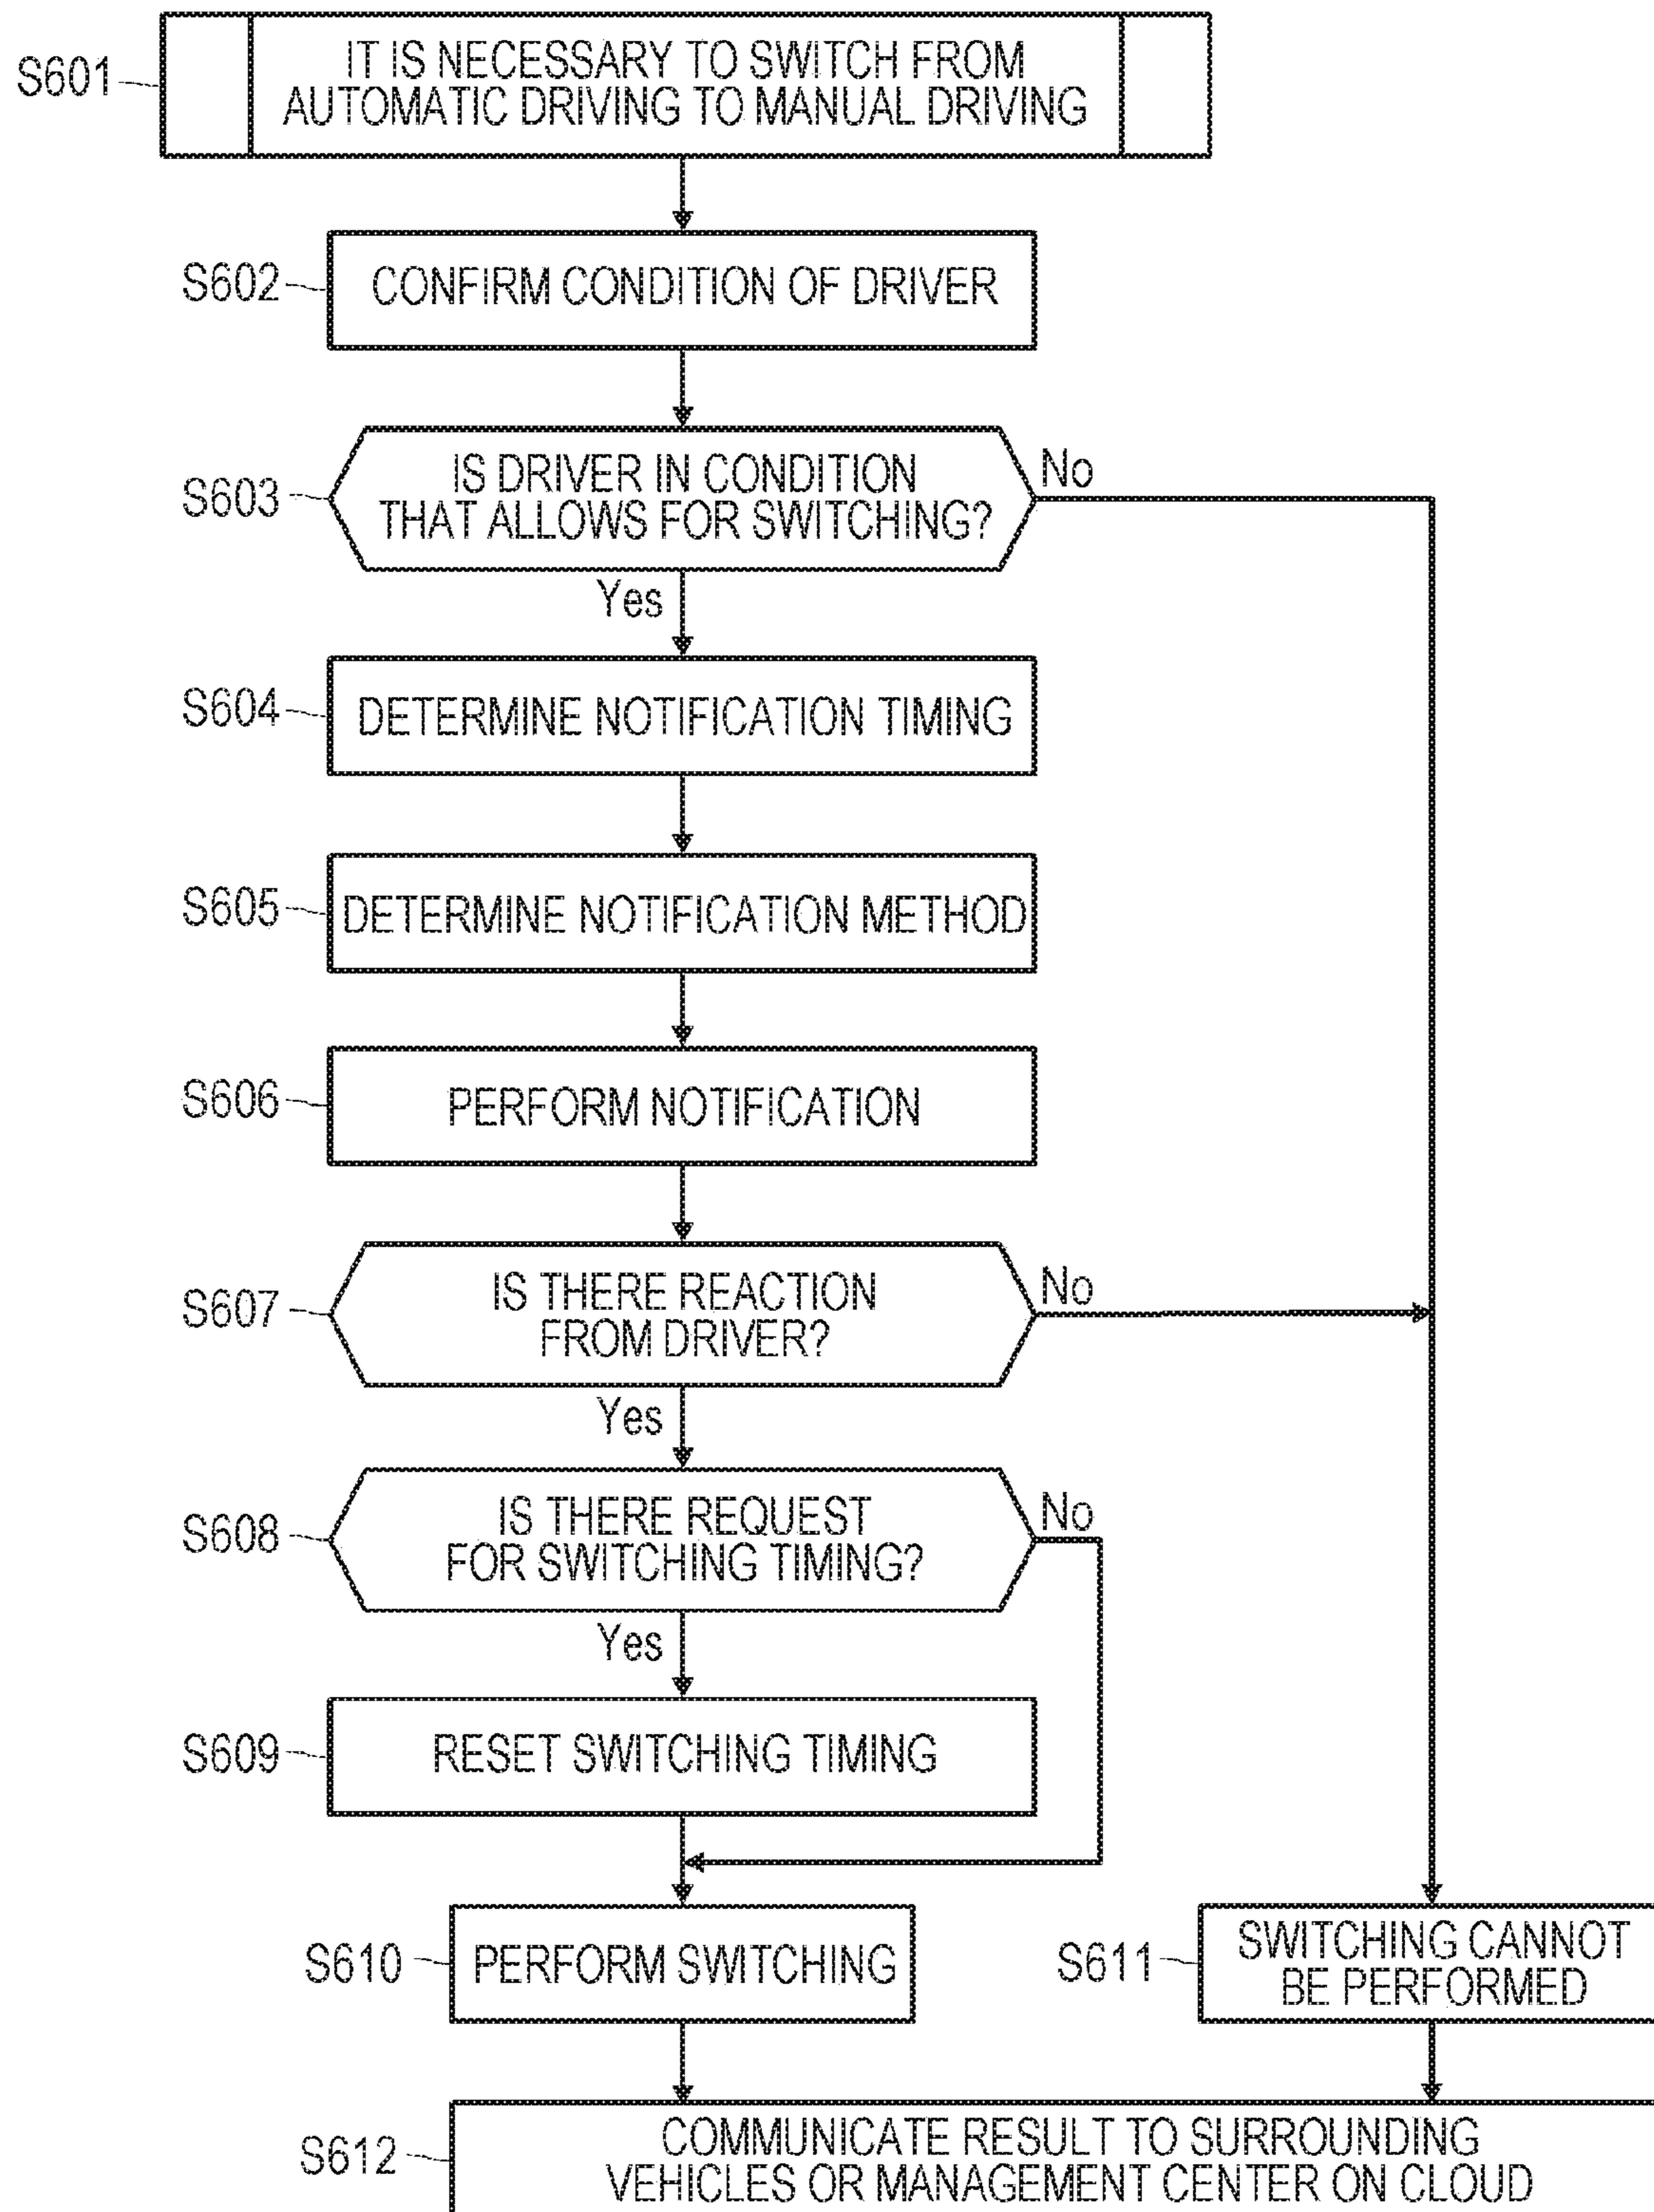 S601
IT IS NECESSARY TO SWITCH FROM
AUTOMATIC DRIVING TO MANUAL DRIVING
S602
CONFIRM CONDITION OF DRIVER
S603
IS DRIVER IN CONDITION
THAT ALLOWS FOR SWITCHING?
No
Yes
S604
DETERMINE NOTIFICATION TIMING
S605
DETERMINE NOTIFICATION METHOD
S606
PERFORM NOTIFICATION
S607
IS THERE REACTION
FROM DRIVER?
No
Yes
S608
IS THERE REQUEST
FOR SWITCHING TIMING?
No
Yes
S609
RESET SWITCHING TIMING
S610
PERFORM SWITCHING
S611
SWITCHING CANNOT
BE PERFORMED
S612
COMMUNICATE RESULT TO SURROUNDING
VEHICLES OR MANAGEMENT CENTER ON CLOUD